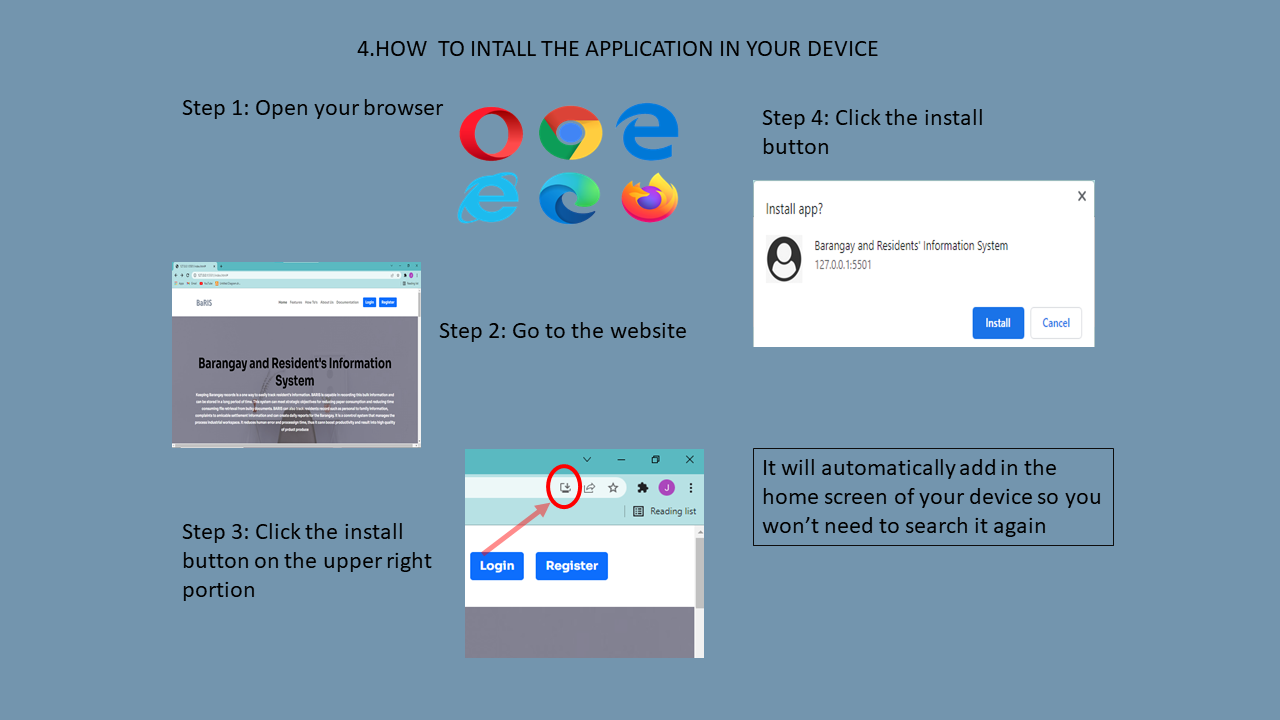 4.HOW  TO INTALL THE APPLICATION IN YOUR DEVICE
Step 1: Open your browser
BaRIS
Home Features How To's About Us Documentation Login Register
Barangay and Resident's Information
System
Step 2: Go to the website
Step 3: Click the install
button on the upper right
portion
J
Reading list
Login Register
Step 4: Click the install
button
X
Install app?
Barangay and Residents' Information System
127.0.0.1:5501
Install Cancel
It will automatically add in the
home screen of your device so you
won’t need to search it again